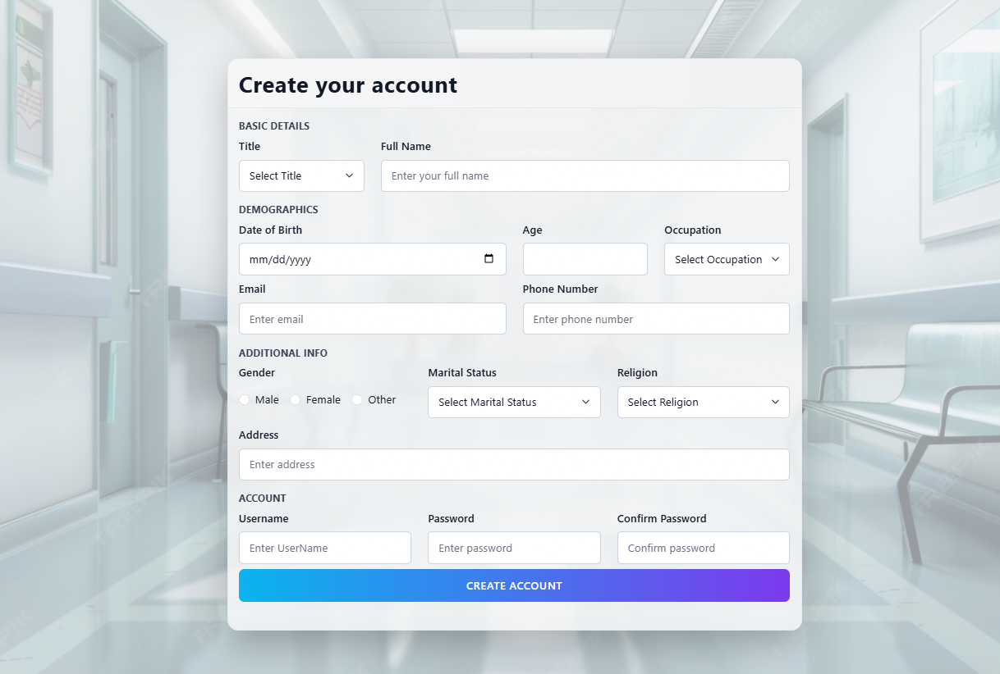 Create your account
BASIC DETAILS
Title Full Name
Select Title Enter your full name
DEMOGRAPHICS
Date of Birth Age Occupation
mm/dd/yyyy Select Occupation
Email Phone Number
Enter email Enter phone number
ADDITIONAL INFO
Gender Marital Status Religion
Male Female Other Select Marital Status Select Religion
Address
Enter address
ACCOUNT
Username Password Confirm Password
Enter UserName Enter password Confirm password
CREATE ACCOUNT